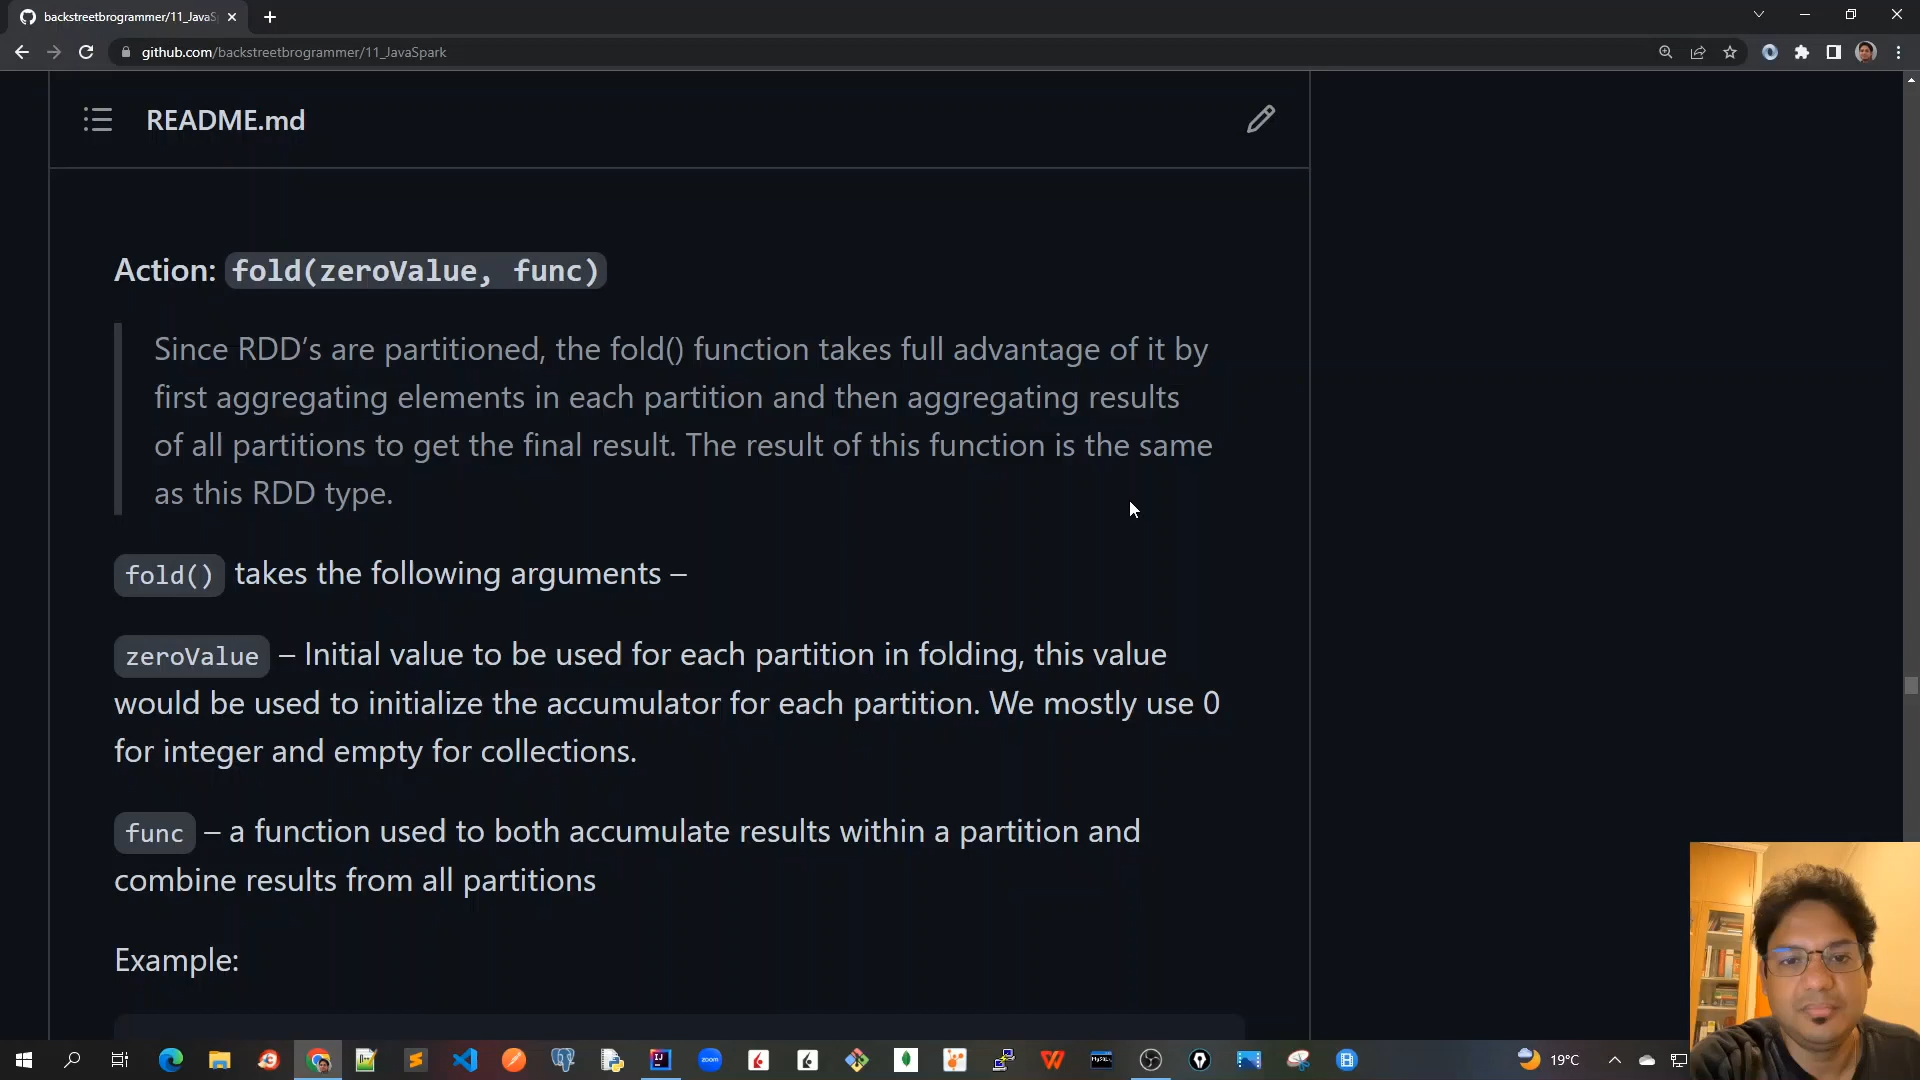 backstreetbrogrammer/11_JavaS
github.com/backstreetbrogrammer/11_JavaSpark
README.md
Action: fold(zeroValue, func)
Since RDD’s are partitioned, the fold() function takes full advantage of it by
first aggregating elements in each partition and then aggregating results
of all partitions to get the final result. The result of this function is the same
as this RDD type.
fold() takes the following arguments –
zeroValue – Initial value to be used for each partition in folding, this value
would be used to initialize the accumulator for each partition. We mostly use 0
for integer and empty for collections.
func – a function used to both accumulate results within a partition and
combine results from all partitions
Example:
zoom
19°C